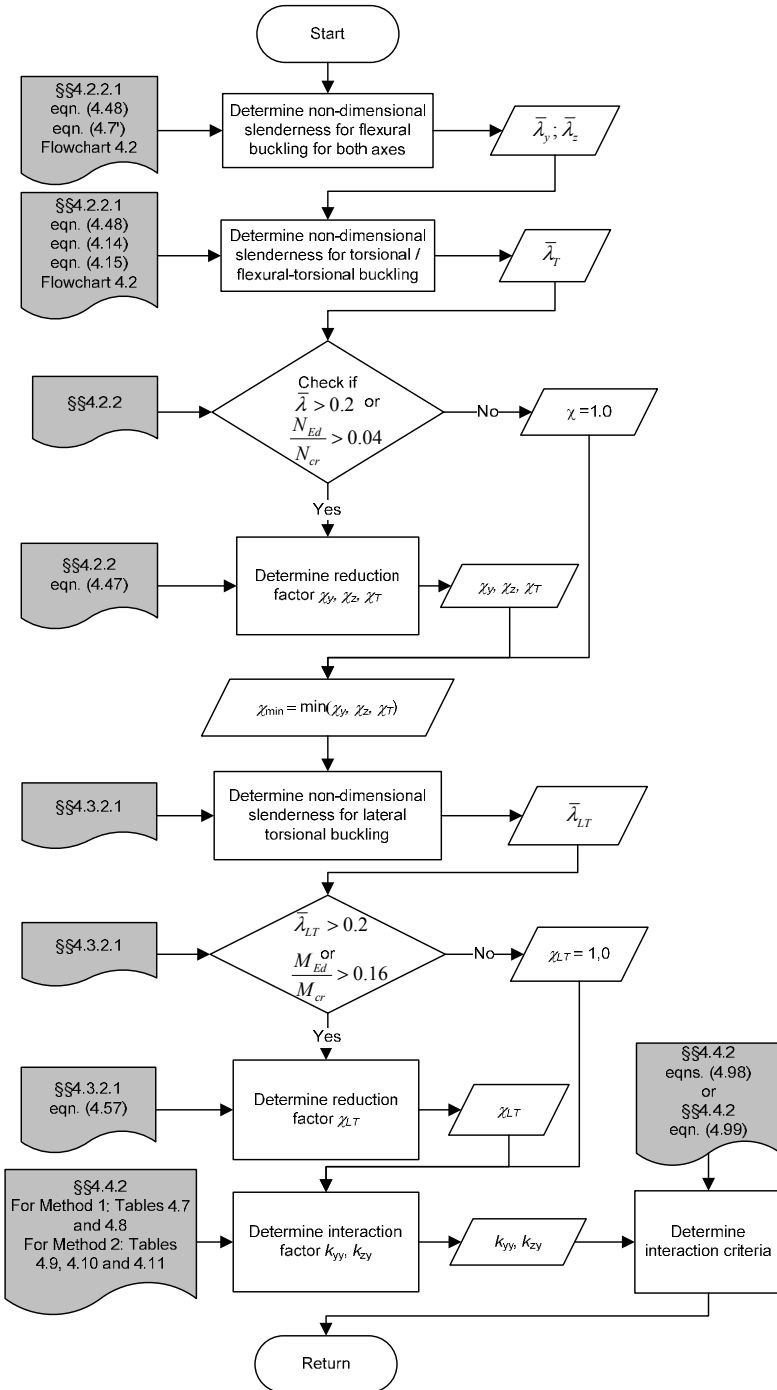 Start
§§4.2.2.1
eqn. (4.48)
eqn. (4.7')
Flowchart 4.2
Determine non-dimensional
slenderness for flexural
buckling for both axes
λ̄y ; λ̄z
§§4.2.2.1
eqn. (4.48)
eqn. (4.14)
eqn. (4.15)
Flowchart 4.2
Determine non-dimensional
slenderness for torsional /
flexural-torsional buckling
λ̄T
§§4.2.2
Check if
λ̄ > 0.2 or
NEd/Ncr > 0.04
No
χ =1.0
Yes
§§4.2.2
eqn. (4.47)
Determine reduction
factor χy, χz, χT
χy, χz, χT
χmin = min(χy, χz, χT)
§§4.3.2.1
Determine non-dimensional
slenderness for lateral
torsional buckling
λ̄LT
§§4.3.2.1
λ̄LT > 0.2
or
MEd/Mcr > 0.16
No
χLT = 1,0
Yes
§§4.3.2.1
eqn. (4.57)
Determine reduction
factor χLT
χLT
§§4.4.2
eqns. (4.98)
or
§§4.4.2
eqn. (4.99)
§§4.4.2
For Method 1; Tables 4.7
and 4.8
For Method 2: Tables
4.9, 4.10 and 4.11
Determine interaction
factor kyy, kzy
kyy, kzy
Determine
interaction criteria
Return